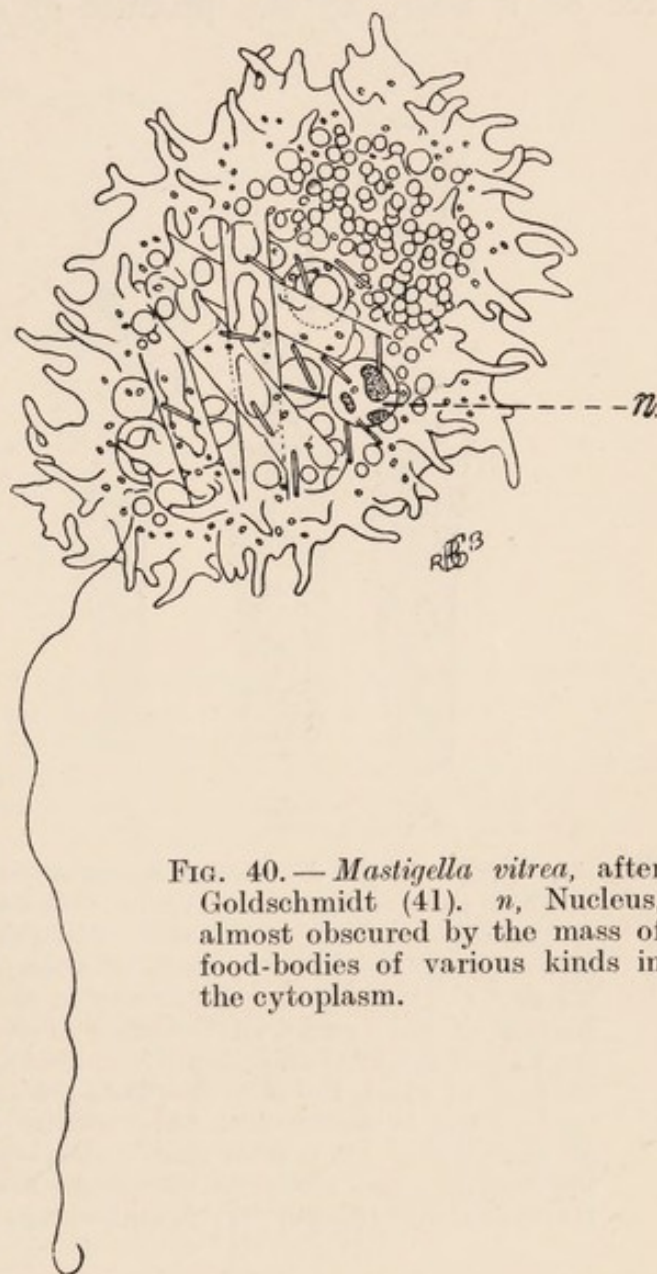 n.
FIG. 40. — Mastigella vitrea, after
Goldschmidt (41). n, Nucleus,
almost obscured by the mass of
food-bodies of various kinds in
the cytoplasm.